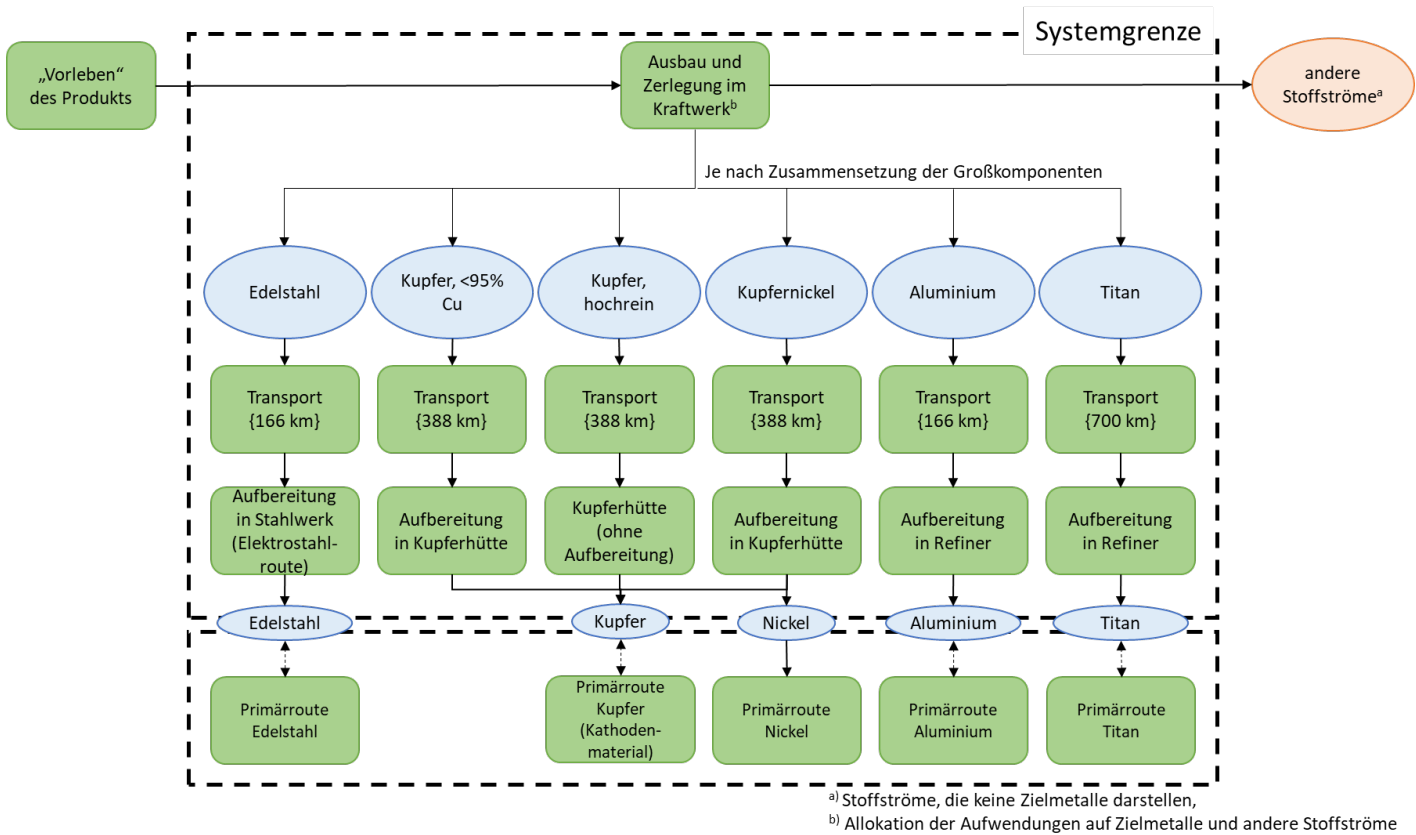 Systemgrenze
„Vorleben“
des Produkts
Ausbau und
Zerlegung im
Kraftwerkᵇ
andere
Stoffströmeᵃ
Je nach Zusammensetzung der Großkomponenten
Edelstahl
Kupfer, <95%
Cu
Kupfer,
hochrein
Kupfernickel
Aluminium
Titan
Transport
{166 km}
Transport
{388 km}
Transport
{388 km}
Transport
{388 km}
Transport
{166 km}
Transport
{700 km}
Aufbereitung
in Stahlwerk
(Elektrostahl-
route)
Aufbereitung
in Kupferhütte
Kupferhütte
(ohne
Aufbereitung)
Aufbereitung
in Kupferhütte
Aufbereitung
in Refiner
Aufbereitung
in Refiner
Edelstahl
Kupfer
Nickel
Aluminium
Titan
Primärroute
Edelstahl
Primärroute
Kupfer
(Kathoden-
material)
Primärroute
Nickel
Primärroute
Aluminium
Primärroute
Titan
ᵃ⁾ Stoffströme, die keine Zielmetalle darstellen,
ᵇ⁾ Allokation der Aufwendungen auf Zielmetalle und andere Stoffströme